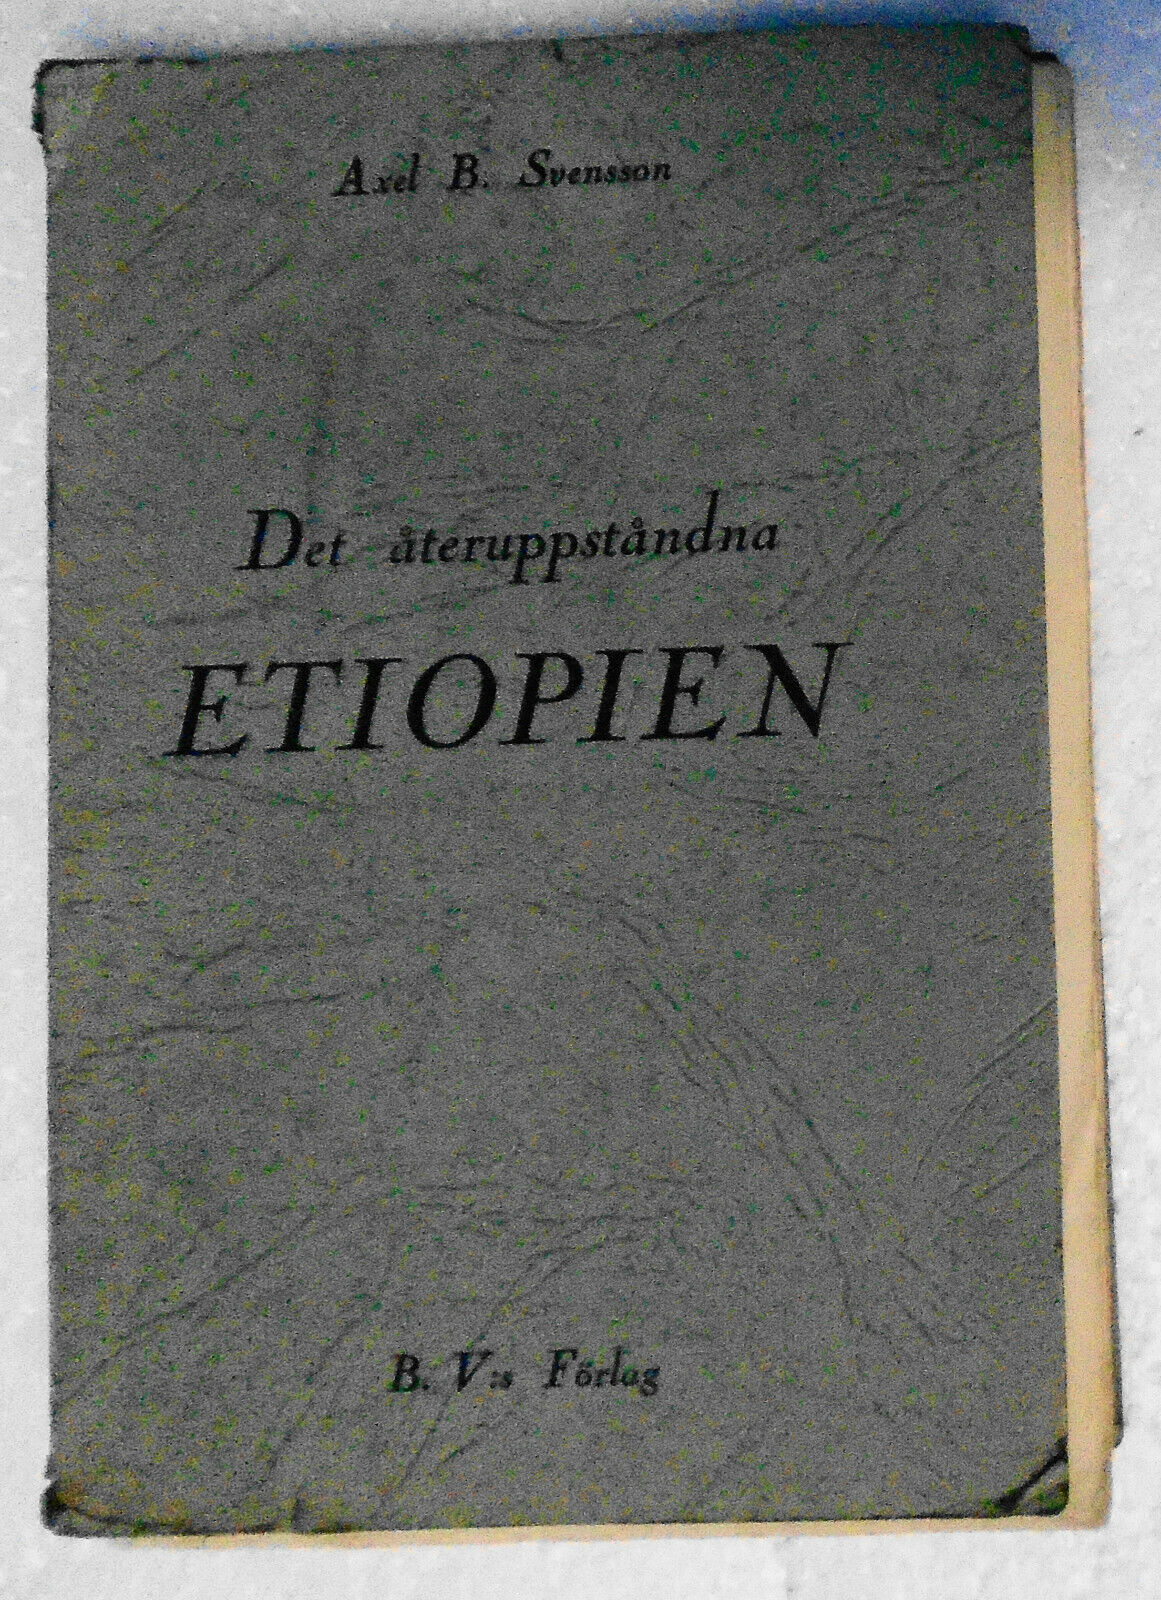 Axel B. Svensson
Det återuppståndna
ETIOPIEN
B. V:s Förlag